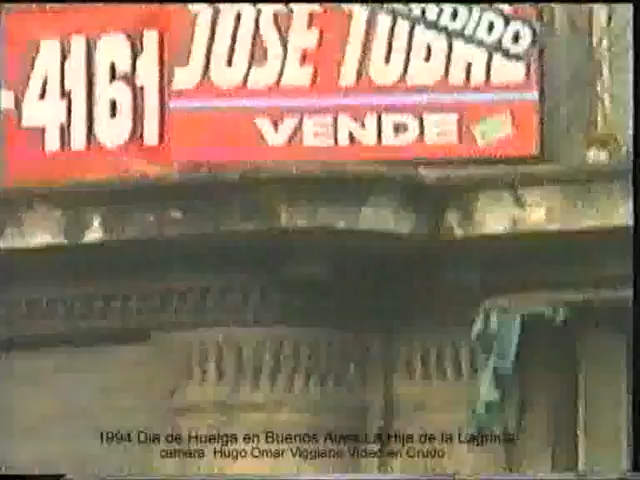 -4161
JOSE
VENDE
1994 Dia de Huelga en Buenos Aires La Hija de la Lagrima
camara Hugo Omar Viggiano Video en Crudo